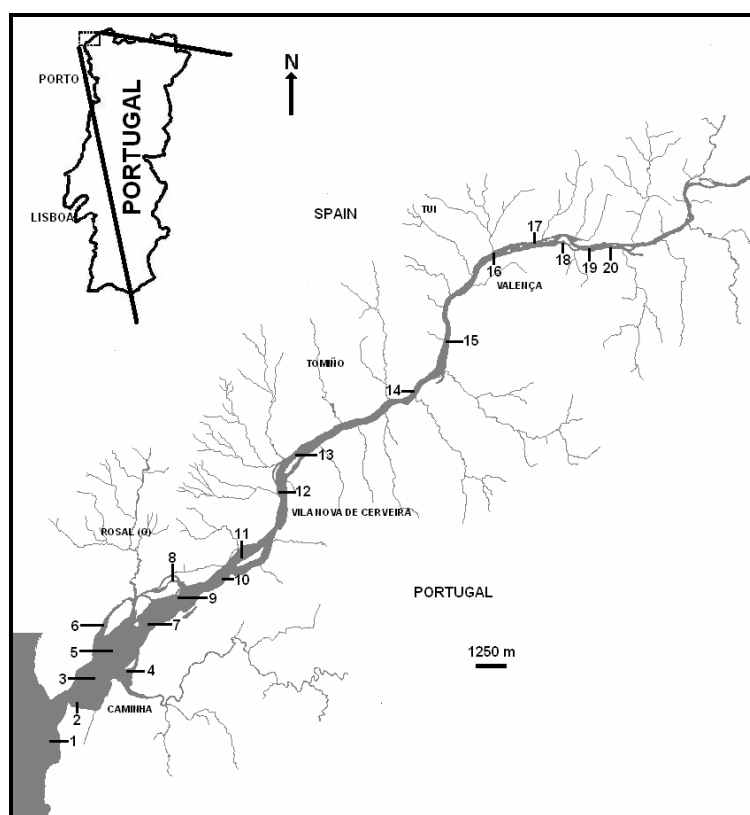 N
PORTO
PORTUGAL
LISBOA
SPAIN
TUI
17
18
19
20
16
VALENÇA
15
TOMIÑO
14
13
12
VILA NOVA DE CERVEIRA
ROSAL (O)
11
8
10
9
PORTUGAL
6
7
5
1250 m
4
3
CAMINHA
2
1